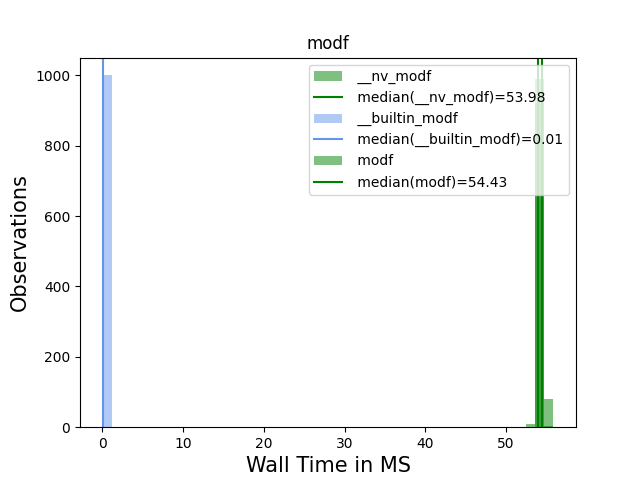 modf
Observations
1000
800
600
400
200
0
__nv_modf
median(__nv_modf)=53.98
__builtin_modf
median(__builtin_modf)=0.01
modf
median(modf)=54.43
0 10 20 30 40 50
Wall Time in MS